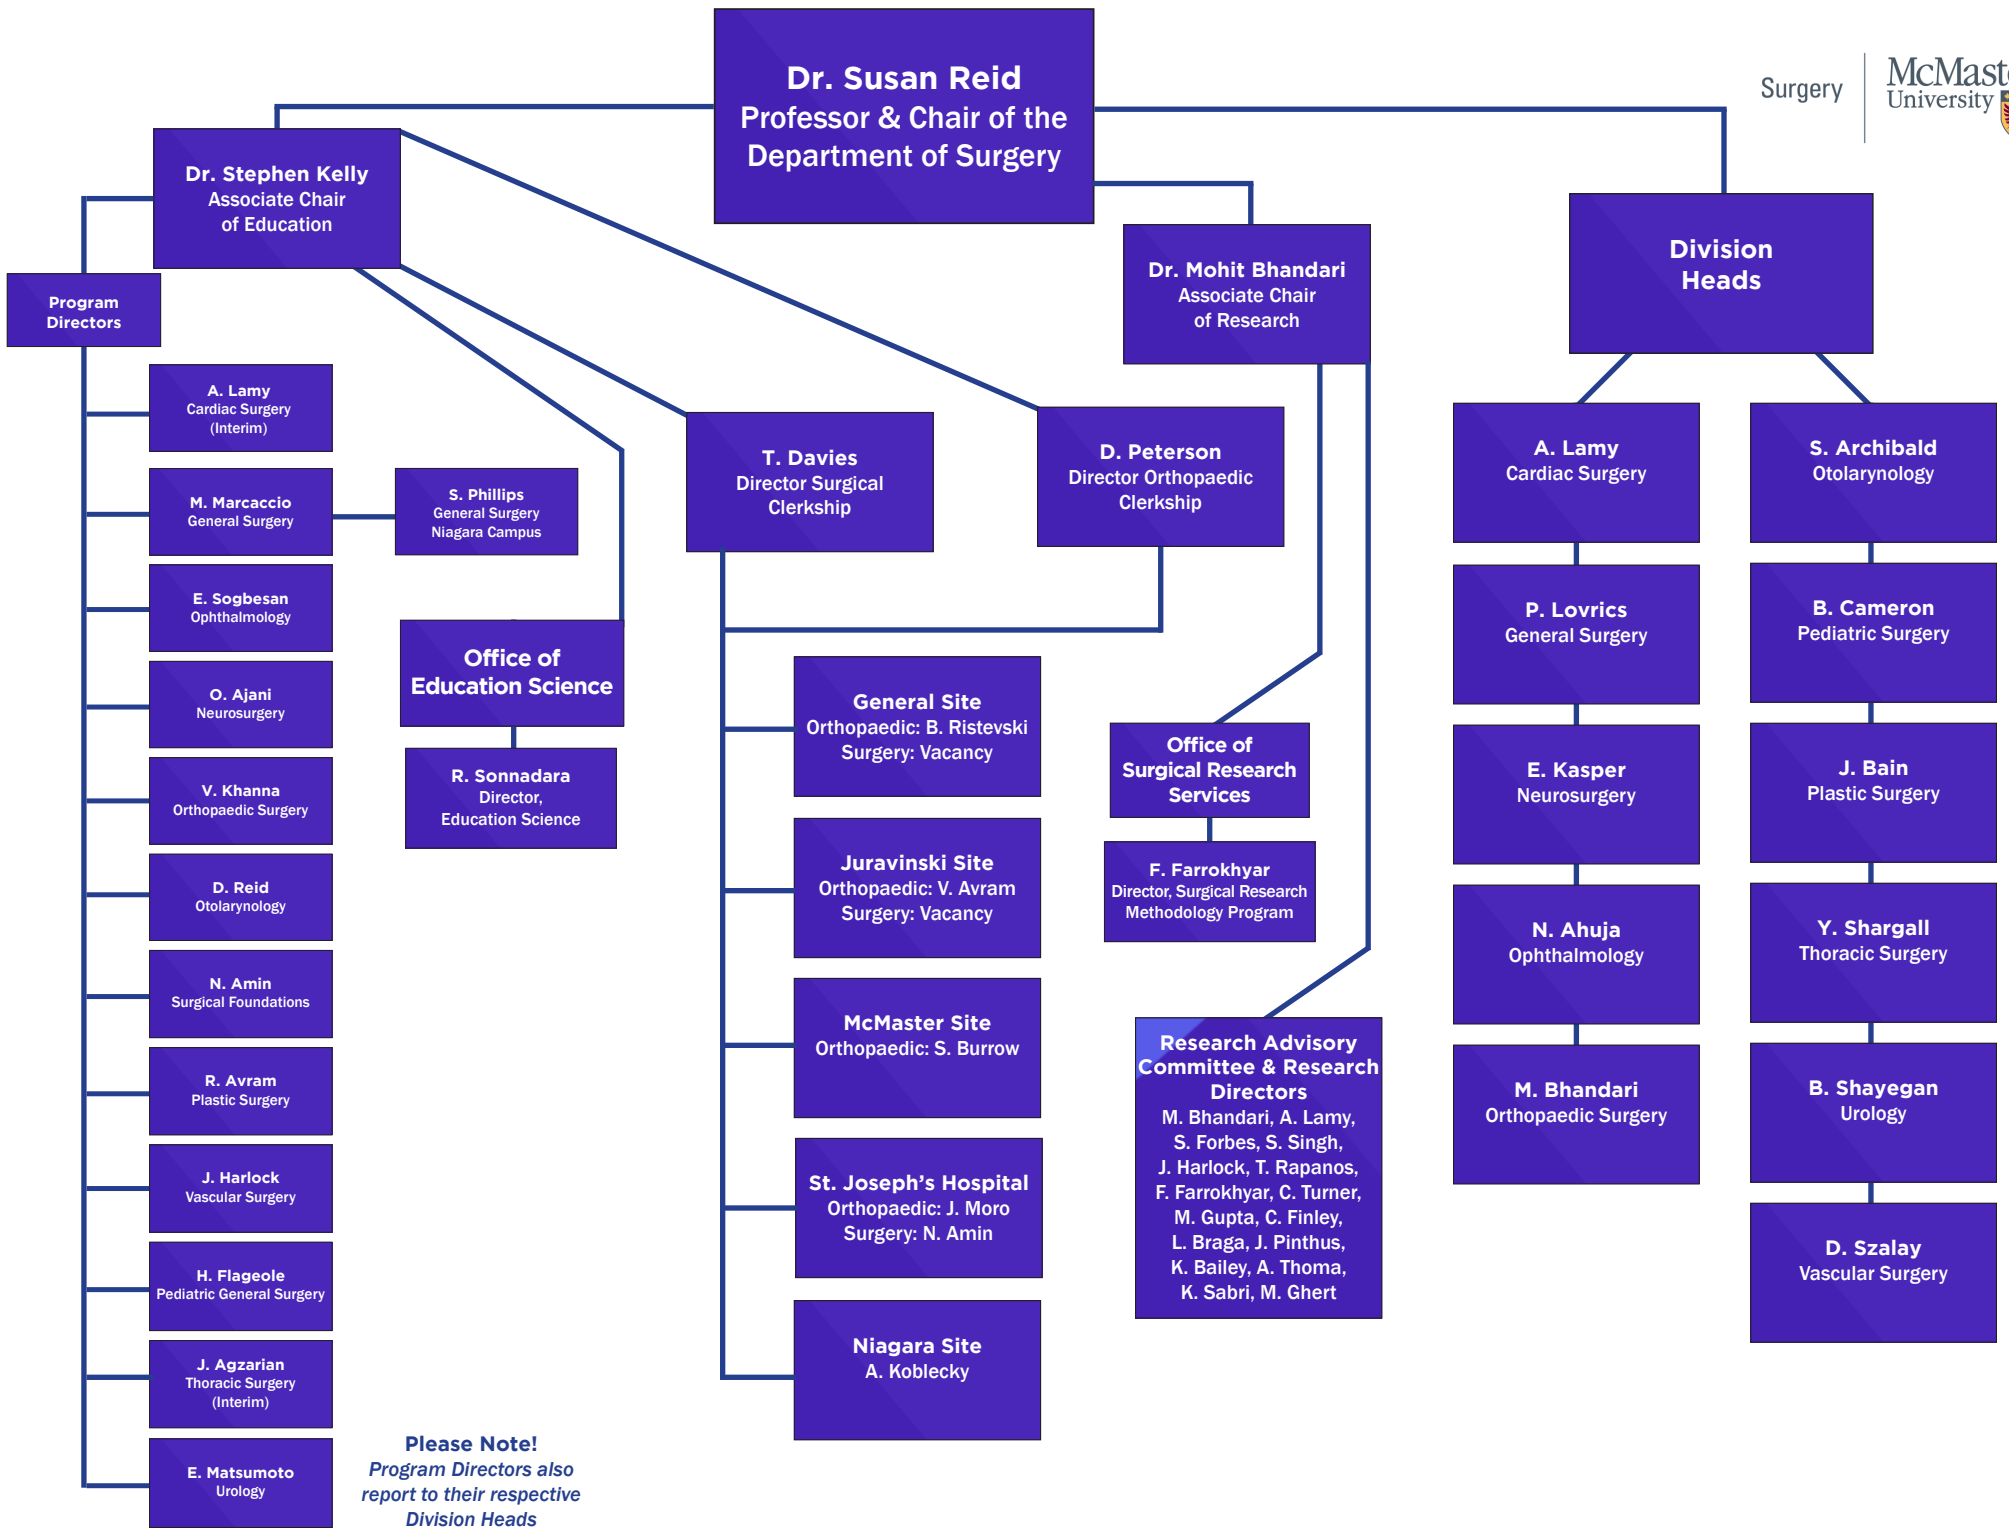 Dr. Susan Reid
Professor & Chair of the
Department of Surgery
Surgery
University
Dr. Stephen Kelly
Associate Chair
of Education
Dr. Mohit Bhandari
Associate Chair
of Research
Division
Heads
Program
Directors
A. Lamy
Cardiac Surgery
(Interim)
M. Marcaccio
General Surgery
S. Phillips
General Surgery
Niagara Campus
E. Sogbesan
Ophthalmology
O. Ajani
Neurosurgery
V. Khanna
Orthopaedic Surgery
D. Reid
Otolaryngology
N. Amin
Surgical Foundations
R. Avram
Plastic Surgery
J. Harlock
Vascular Surgery
H. Flageole
Pediatric General Surgery
J. Agzarian
Thoracic Surgery
(Interim)
E. Matsumoto
Urology
Please Note!
Program Directors also
report to their respective
Division Heads
Office of
Education Science
R. Sonnadara
Director,
Education Science
T. Davies
Director Surgical
Clerkship
D. Peterson
Director Orthopaedic
Clerkship
General Site
Orthopaedic: B. Ristevski
Surgery: Vacancy
Juravinski Site
Orthopaedic: V. Avram
Surgery: Vacancy
McMaster Site
Orthopaedic: S. Burrow
St. Joseph's Hospital
Orthopaedic: J. Moro
Surgery: N. Amin
Niagara Site
A. Koblecky
Office of
Surgical Research
Services
F. Farrokhyar
Director, Surgical Research
Methodology Program
Research Advisory
Committee & Research
Directors
M. Bhandari, A. Lamy,
S. Forbes, S. Singh,
J. Harlock, T. Rapanos,
F. Farrokhyar, C. Turner,
M. Gupta, C. Finley,
L. Braga, J. Pinthus,
K. Bailey, A. Thoma,
K. Sabri, M. Ghert
A. Lamy
Cardiac Surgery
P. Lovrics
General Surgery
E. Kasper
Neurosurgery
N. Ahuja
Ophthalmology
M. Bhandari
Orthopaedic Surgery
S. Archibald
Otolarynology
B. Cameron
Pediatric Surgery
J. Bain
Plastic Surgery
Y. Shargall
Thoracic Surgery
B. Shayegan
Urology
D. Szalay
Vascular Surgery